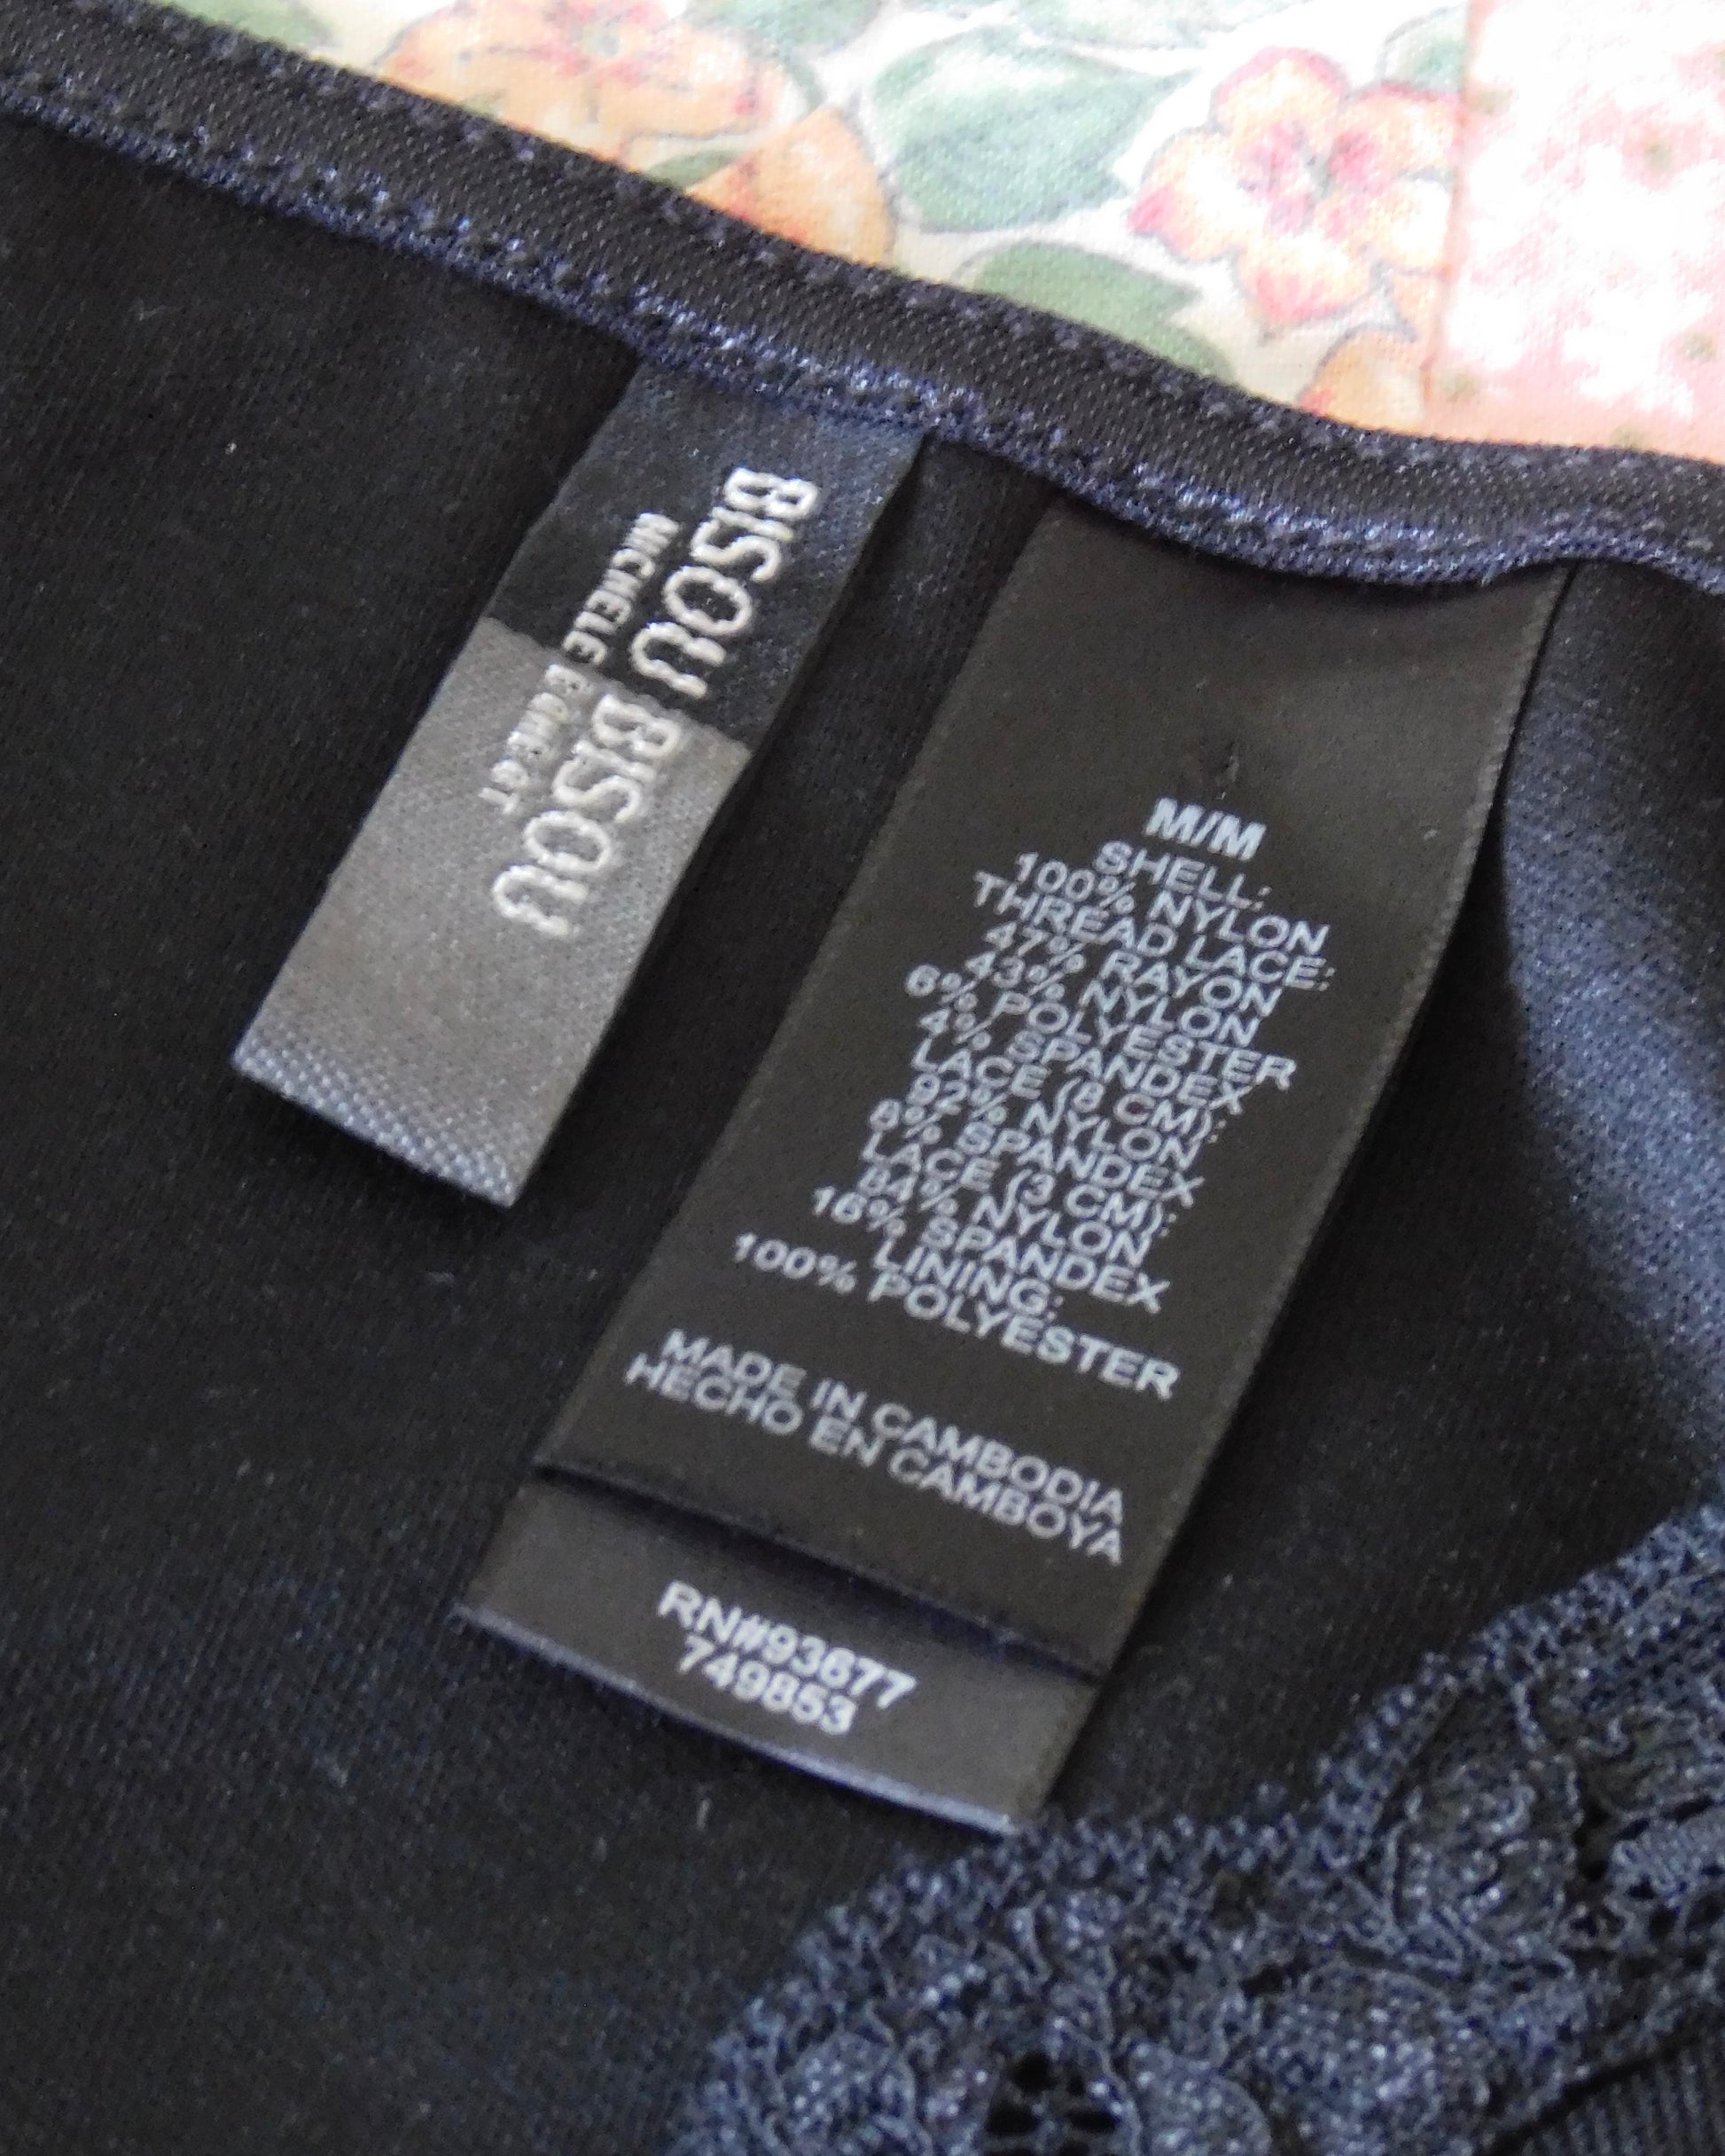 BISOU BISOU
MICHELE BOHBOT
M/M
SHELL:
100% NYLON
THREAD LACE:
47% RAYON
43% NYLON
6% POLYESTER
4% SPANDEX
LACE (8 CM):
92% NYLON
8% SPANDEX
LACE (3 CM):
84% NYLON
16% SPANDEX
LINING:
100% POLYESTER
MADE IN CAMBODIA
HECHO EN CAMBOYA
RN#93677
749853